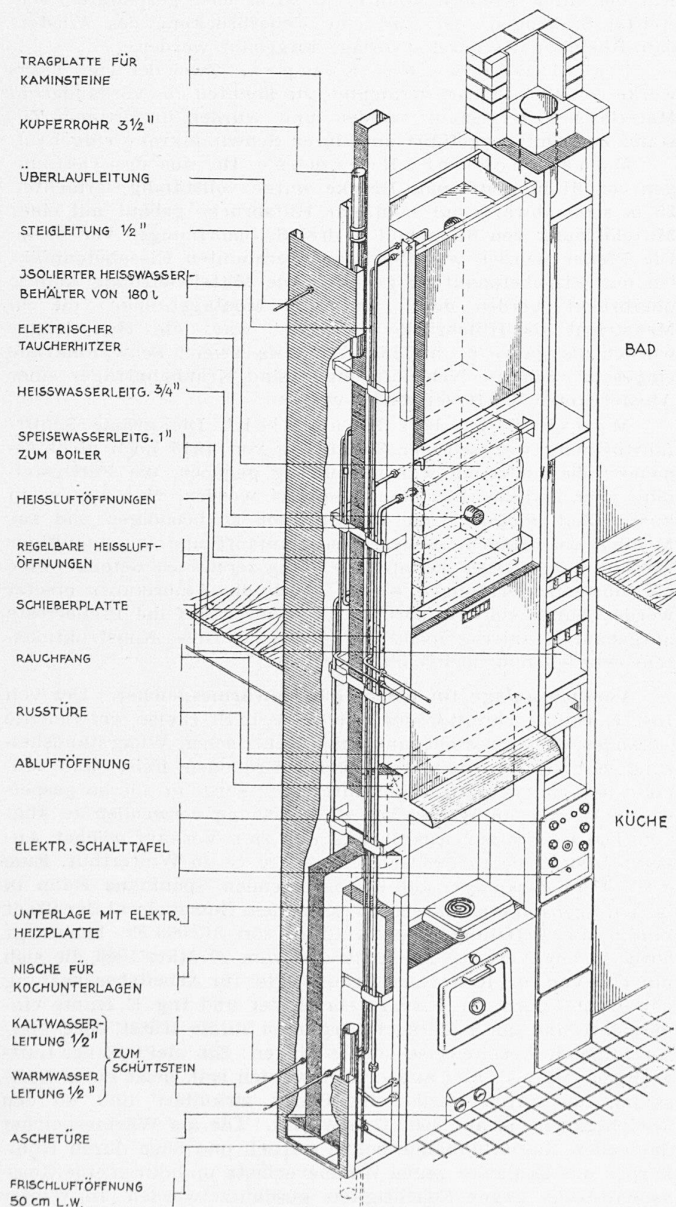 TRAGPLATTE FÜR
KAMINSTEINE
KUPFERROHR 3½"
ÜBERLAUFLEITUNG
STEIGLEITUNG ½"
JSOLIERTER HEISSWASSER-
BEHÄLTER VON 180 l
ELEKTRISCHER
TAUCHERHITZER
HEISSWASSERLEITG. 3/4"
SPEISEWASSERLEITG. 1"
ZUM BOILER
HEISSLUFTÖFFNUNGEN
REGELBARE HEISSLUFT-
ÖFFNUNGEN
SCHIEBERPLATTE
RAUCHFANG
RUSSTÜRE
ABLUFTÖFFNUNG
ELEKTR. SCHALTTAFEL
UNTERLAGE MIT ELEKTR.
HEIZPLATTE
NISCHE FÜR
KOCHUNTERLAGEN
KALTWASSER-
LEITUNG ½"
ZUM
SCHÜTTSTEIN
WARMWASSER
LEITUNG ½"
ASCHETÜRE
FRISCHLUFTÖFFNUNG
50 cm L.W.
BAD
KÜCHE